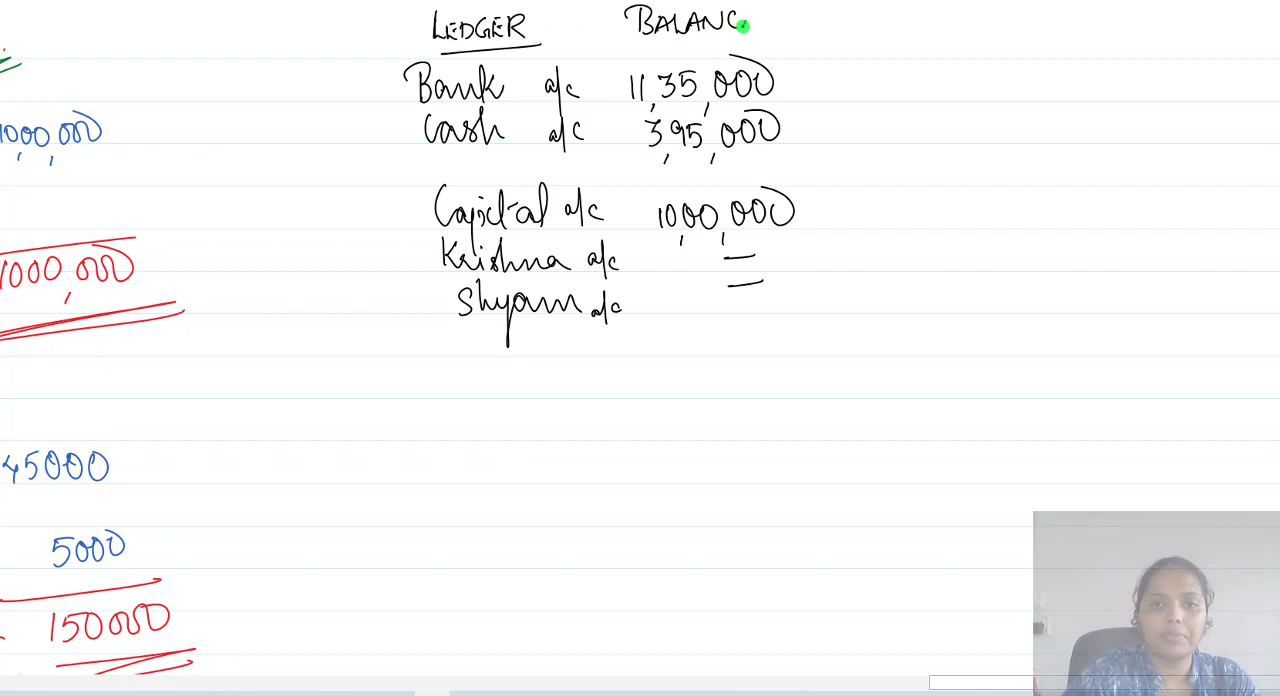 LEDGER BALANC
Bank a/c 11,35,000
Cash a/c 3,95,000
1000,000
Capital a/c 10,00,000
Krishna a/c —
1000,000
Shyam a/c —
45000
5000
150000